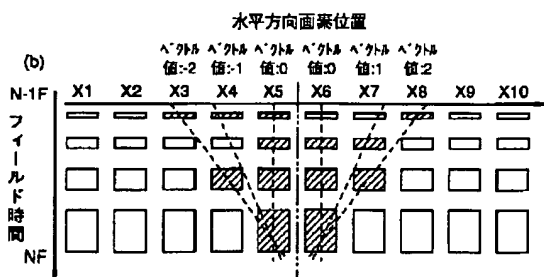 水平方向画素位置
(b)
ベクトル値:-2 ベクトル値:-1 ベクトル値:0 ベクトル値:0 ベクトル値:1 ベクトル値:2
N-1F X1 X2 X3 X4 X5 X6 X7 X8 X9 X10
フィールド時間
NF